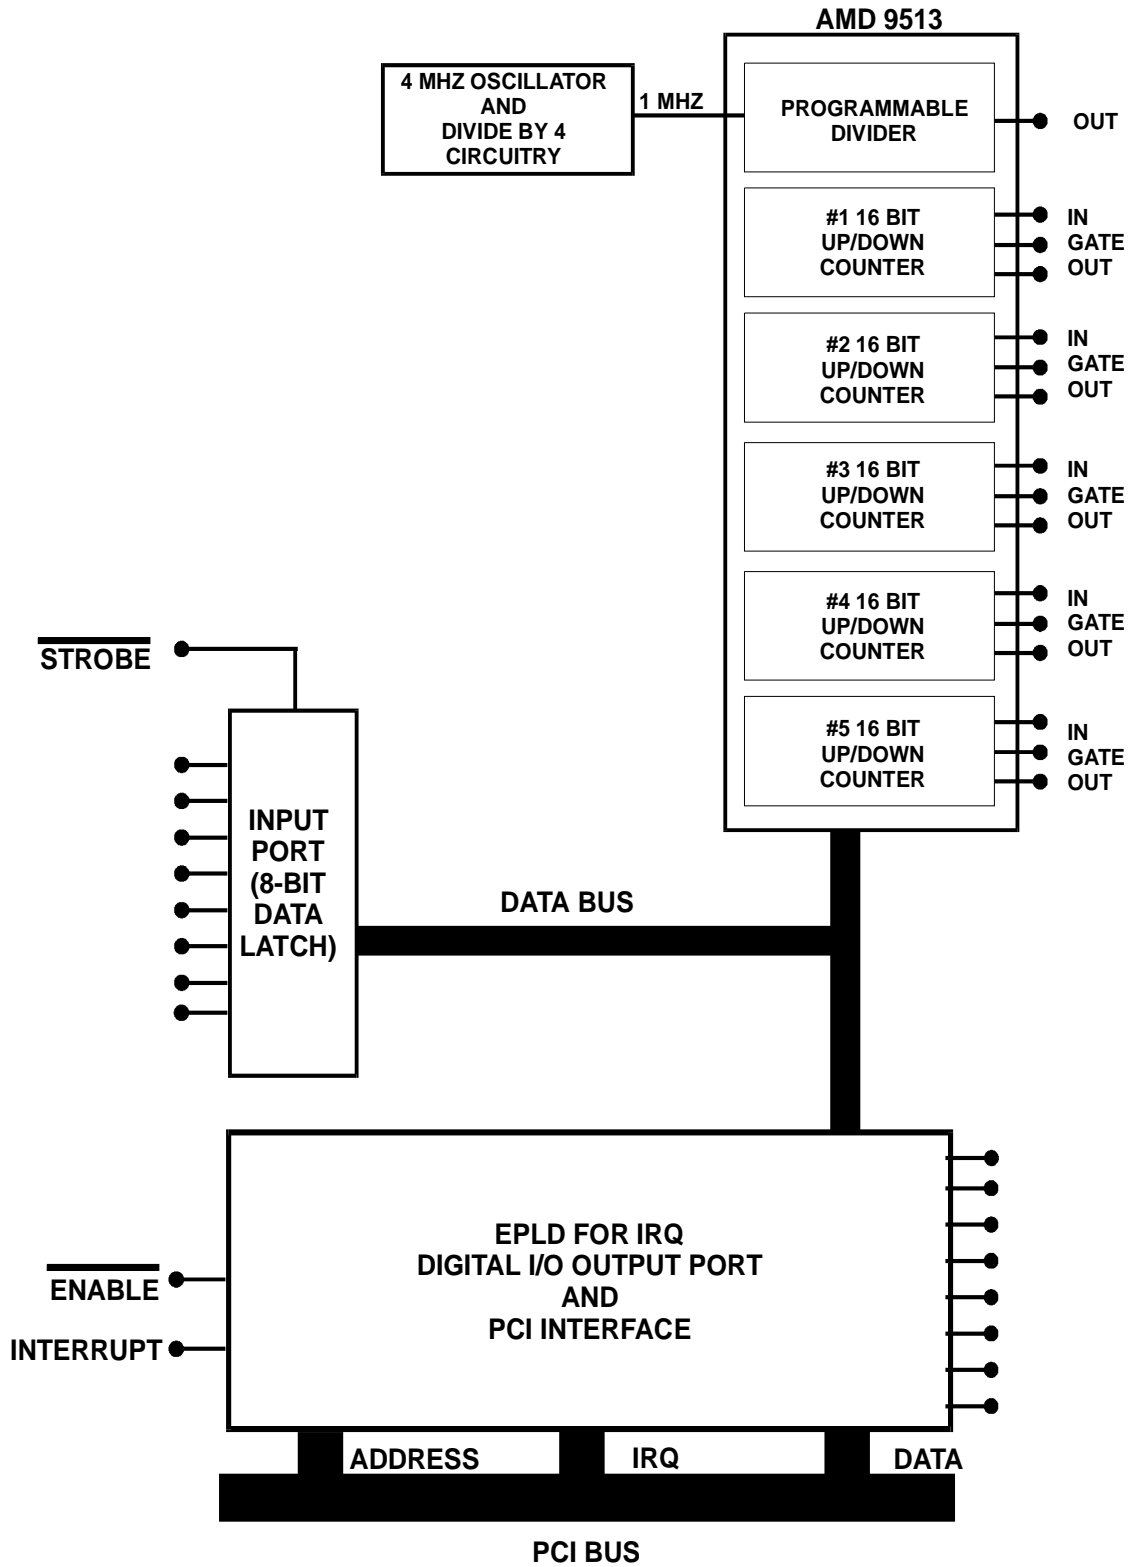 AMD 9513
4 MHZ OSCILLATOR
AND
DIVIDE BY 4
CIRCUITRY
1 MHZ
PROGRAMMABLE
DIVIDER
OUT
#1 16 BIT
UP/DOWN
COUNTER
IN
GATE
OUT
#2 16 BIT
UP/DOWN
COUNTER
IN
GATE
OUT
#3 16 BIT
UP/DOWN
COUNTER
IN
GATE
OUT
#4 16 BIT
UP/DOWN
COUNTER
IN
GATE
OUT
STROBE
#5 16 BIT
UP/DOWN
COUNTER
IN
GATE
OUT
INPUT
PORT
(8-BIT
DATA
LATCH)
DATA BUS
EPLD FOR IRQ
DIGITAL I/O OUTPUT PORT
AND
PCI INTERFACE
ENABLE
INTERRUPT
ADDRESS
IRQ
DATA
PCI BUS